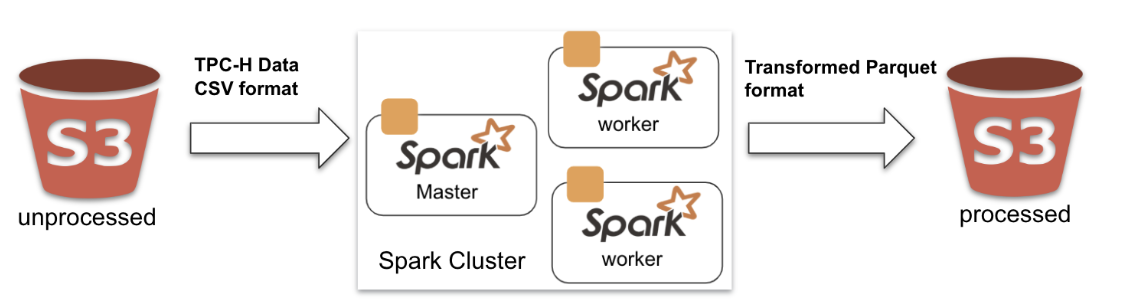 S3
unprocessed
TPC-H Data
CSV format
Spark
Master
Spark
worker
Spark
worker
Spark Cluster
Transformed Parquet
format
S3
processed